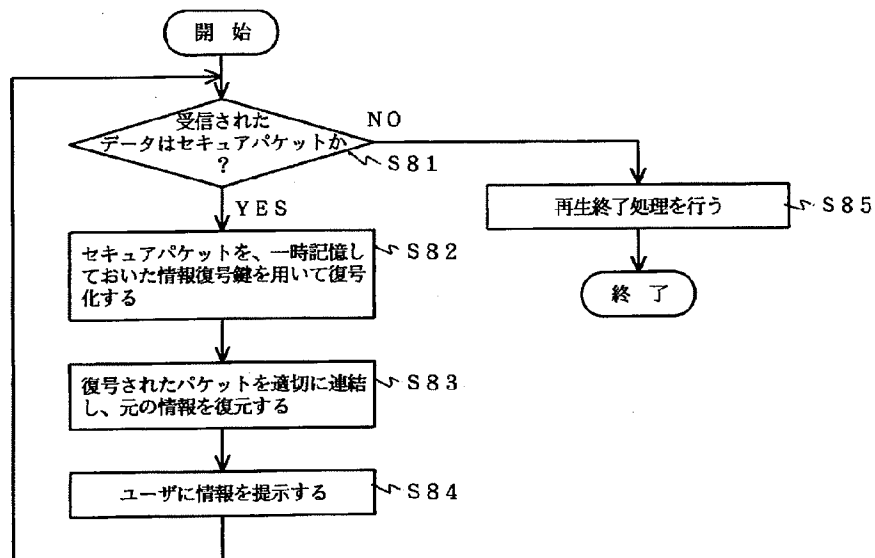 開 始
受信された
データはセキュアパケットか
?
NO
S81
YES
再生終了処理を行う
S85
セキュアパケットを、一時記憶し
ておいた情報復号鍵を用いて復号
化する
S82
終 了
復号されたパケットを適切に連結
し、元の情報を復元する
S83
ユーザに情報を提示する
S84